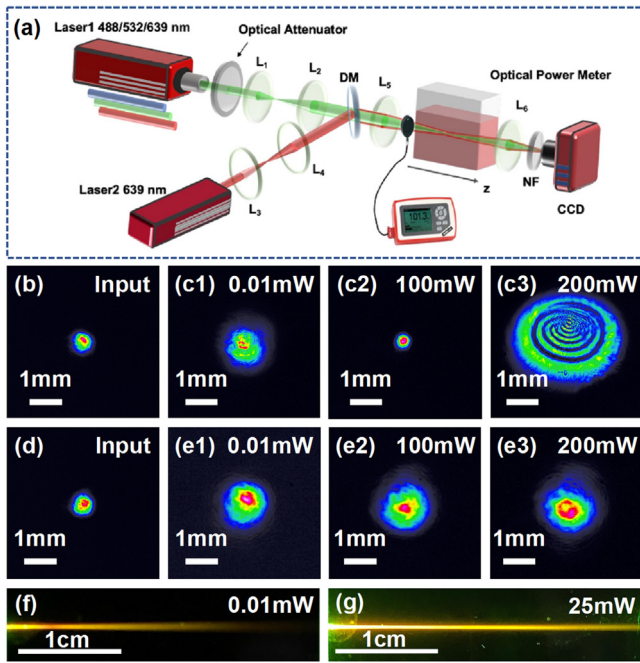 (a)
Laser1 488/532/639 nm
Optical Attenuator
L1
L2
DM
L5
Optical Power Meter
L6
L4
L3
z
NF
CCD
Laser2 639 nm
101.3
(b) Input
1mm
(c1) 0.01mW
1mm
(c2) 100mW
1mm
(c3) 200mW
1mm
(d) Input
1mm
(e1) 0.01mW
1mm
(e2) 100mW
1mm
(e3) 200mW
1mm
(f) 0.01mW
1cm
(g) 25mW
1cm